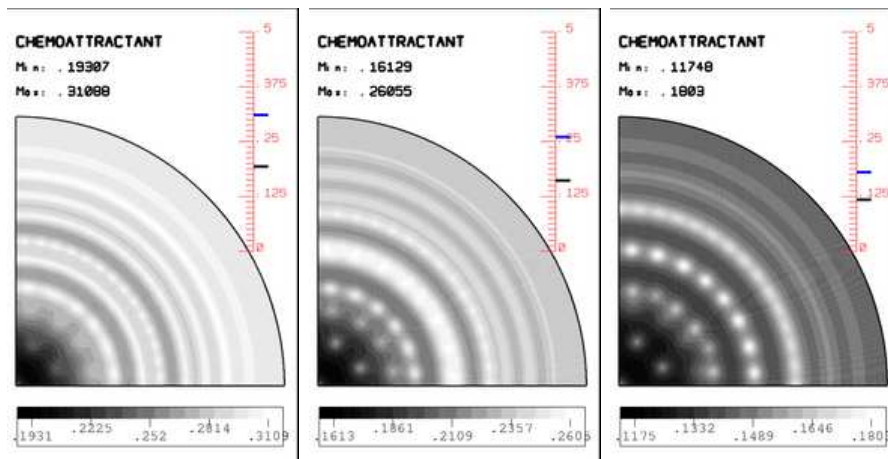 CHEMOATTRACTANT
Min: .19307
Max: .31088
.5
.375
.25
.125
0
.1931 .2225 .252 .2814 .3109
CHEMOATTRACTANT
Min: .16129
Max: .26055
.5
.375
.25
.125
0
.1613 .1861 .2109 .2357 .2605
CHEMOATTRACTANT
Min: .11748
Max: .1803
.5
.375
.25
.125
0
.1175 .1332 .1489 .1646 .1803